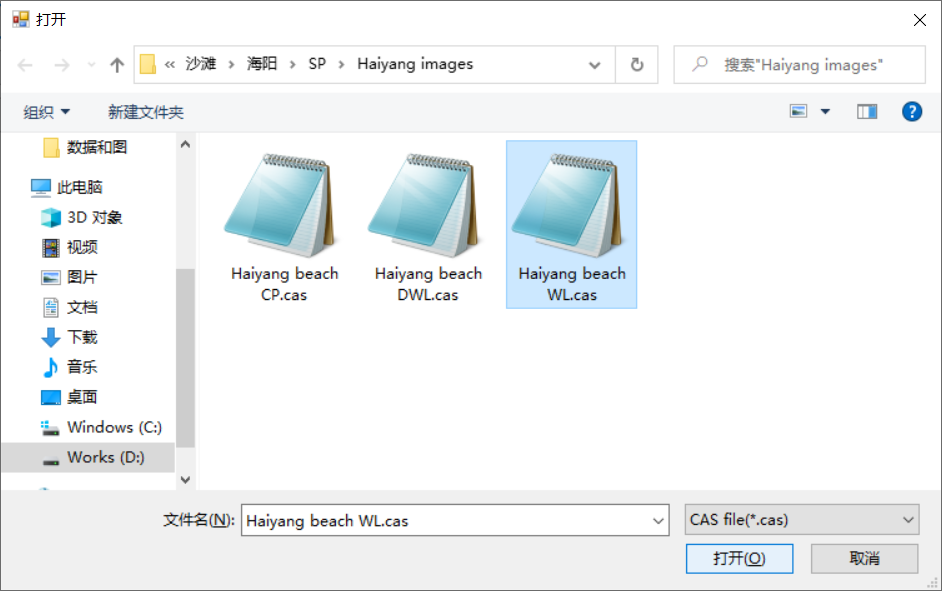 打开
« 沙滩 › 海阳 › SP › Haiyang images
搜索"Haiyang images"
组织
新建文件夹
?
数据和图
此电脑
3D 对象
视频
图片
文档
下载
音乐
桌面
Windows (C:)
Works (D:)
Haiyang beach
CP.cas
Haiyang beach
DWL.cas
Haiyang beach
WL.cas
文件名(N):
Haiyang beach WL.cas
CAS file(*.cas)
打开(O)
取消